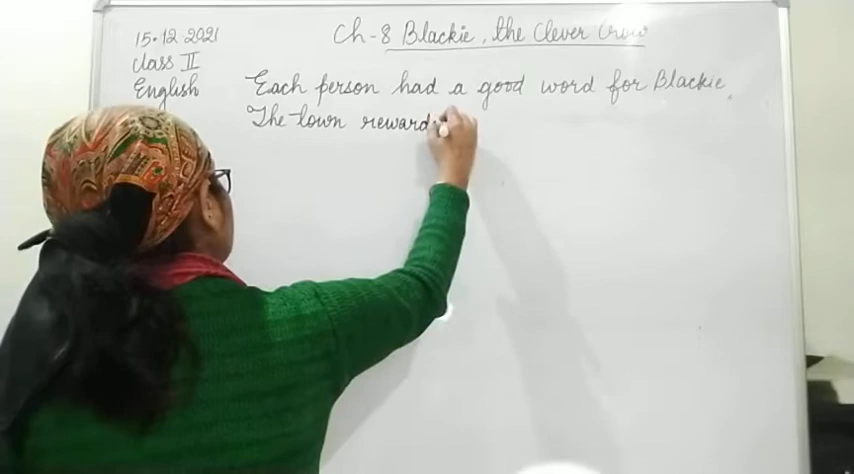 15.12.2021
Ch-8 Blackie, the Clever Crow
Class II
English
Each person had a good word for Blackie.
The town reward